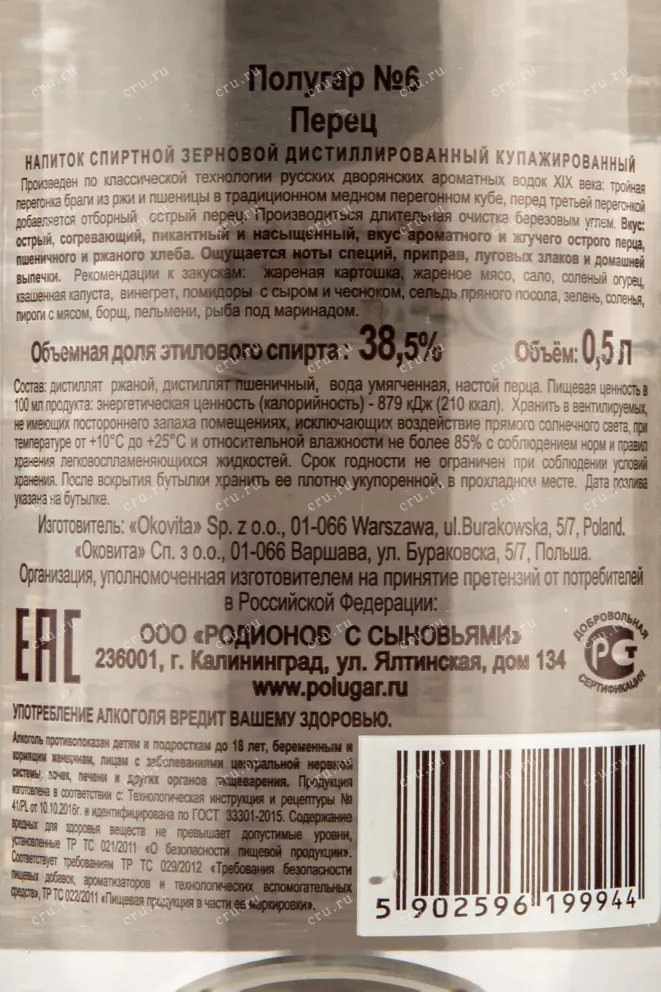 Полугар №6
Перец
НАПИТОК СПИРТНОЙ ЗЕРНОВОЙ ДИСТИЛЛИРОВАННЫЙ КУПАЖИРОВАННЫЙ
Произведен по классической технологии русских дворянских ароматных водок XIX века: тройная
перегонка браги из ржи и пшеницы в традиционном медном перегонном кубе, перед третьей перегонкой
добавляется отборный острый перец. Производиться длительная очистка березовым углем. Вкус:
острый, согревающий, пикантный и насыщенный, вкус ароматного и жгучего острого перца,
пшеничного и ржаного хлеба. Ощущается ноты специй, приправ, луговых злаков и домашней
выпечки. Рекомендации к закускам: жареная картошка, жареное мясо, сало, соленый огурец,
квашенная капуста, винегрет, помидоры с сыром и чесноком, сельдь пряного посола, зелень, соленья,
пироги с мясом, борщ, пельмени, рыба под маринадом.
Объемная доля этилового спирта: 38,5% Объём: 0,5 л
Состав: дистиллят ржаной, дистиллят пшеничный, вода умягченная, настой перца. Пищевая ценность в
100 мл продукта: энергетическая ценность (калорийность) - 879 кДж (210 ккал). Хранить в вентилируемых,
не имеющих постороннего запаха помещениях, исключающих воздействие прямого солнечного света, при
температуре от +10°С до +25°С и относительной влажности не более 85% с соблюдением норм и правил
хранения легковоспламеняющихся жидкостей. Срок годности не ограничен при соблюдении условий
хранения. После вскрытия бутылки хранить ее плотно укупоренной, в прохладном месте. Дата розлива
указана на бутылке.
Изготовитель: «Okovita» Sp. z o.o., 01-066 Warszawa, ul.Burakowska, 5/7, Poland.
«Оковита» Сп. з о.о., 01-066 Варшава, ул. Бураковска, 5/7, Польша.
Организация, уполномоченная изготовителем на принятие претензий от потребителей
в Российской Федерации:
ООО «РОДИОНОВ С СЫНОВЬЯМИ»
236001, г. Калининград, ул. Ялтинская, дом 134
www.polugar.ru
ЕАС
ДОБРОВОЛЬНАЯ
РСТ
СЕРТИФИКАЦИЯ
УПОТРЕБЛЕНИЕ АЛКОГОЛЯ ВРЕДИТ ВАШЕМУ ЗДОРОВЬЮ.
Алкоголь противопоказан детям и подросткам до 18 лет, беременным и
кормящим женщинам, лицам с заболеваниями центральной нервной
системы, почек, печени и других органов пищеварения. Продукция
изготовлена в соответствии с: Технологическая инструкция и рецептуры №
41/PL от 10.10.2016г. и идентифицирована по ГОСТ 33301-2015. Содержание
вредных для здоровья веществ не превышает допустимые уровни,
установленные ТР ТС 021/2011 «О безопасности пищевой продукции».
Соответствует требованиям ТР ТС 029/2012 «Требования безопасности
пищевых добавок, ароматизаторов и технологических вспомогательных
средств», ТР ТС 022/2011 «Пищевая продукция в части ее маркировки».
5 902596 199944
cru.ru